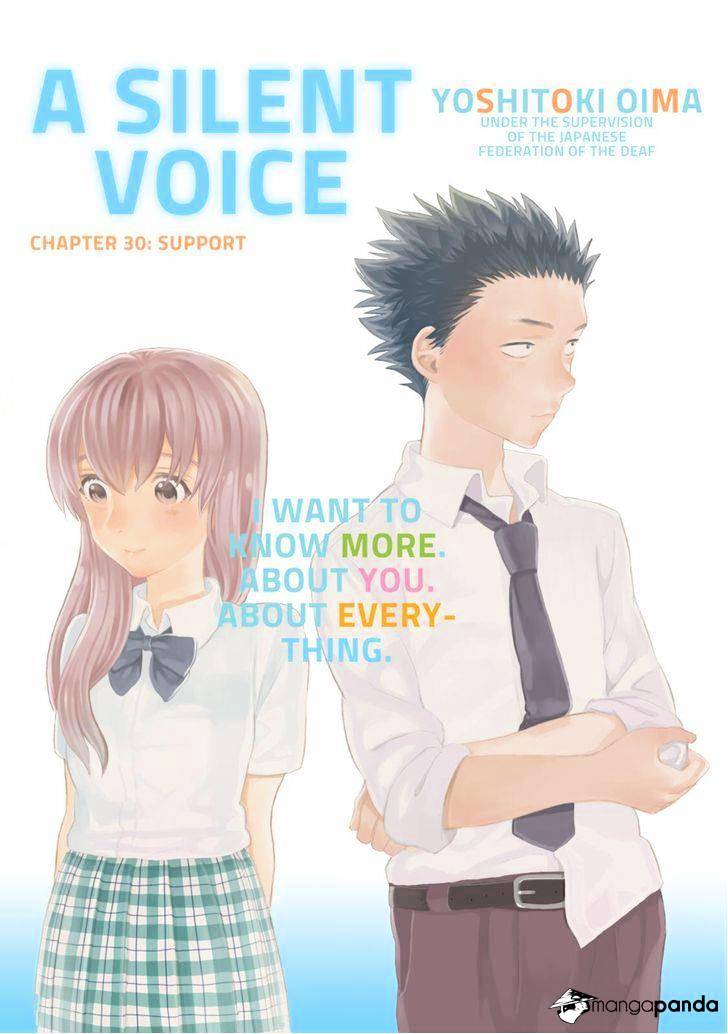 A SILENT
VOICE
YOSHITOKI OIMA
UNDER THE SUPERVISION
OF THE JAPANESE
FEDERATION OF THE DEAF
CHAPTER 30: SUPPORT
I WANT TO
KNOW MORE.
ABOUT YOU.
ABOUT EVERY-
THING.
mangapanda